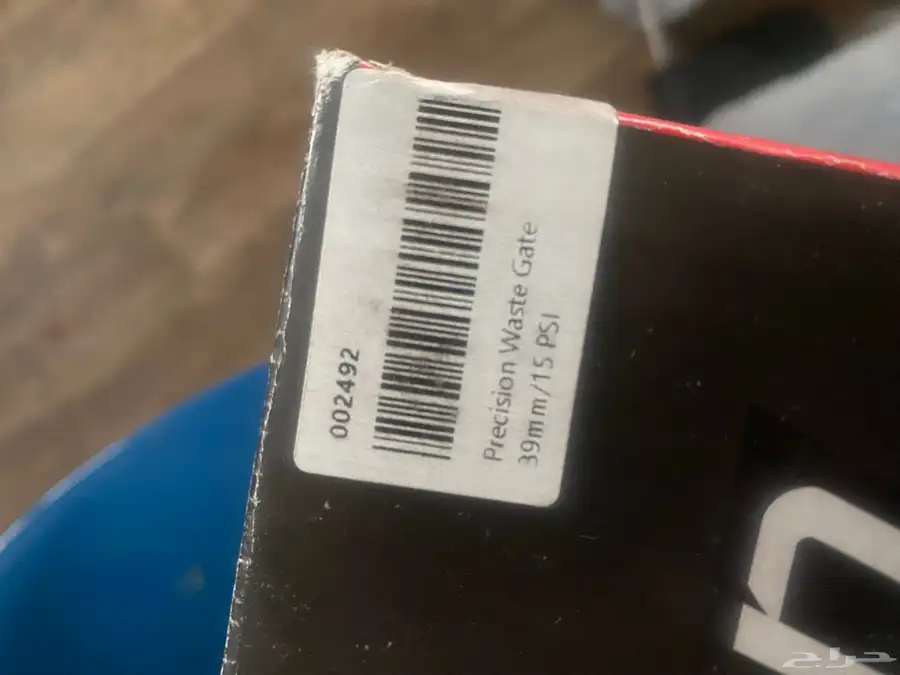 002492
Precision Waste Gate
39mm/15 PSI
حراج